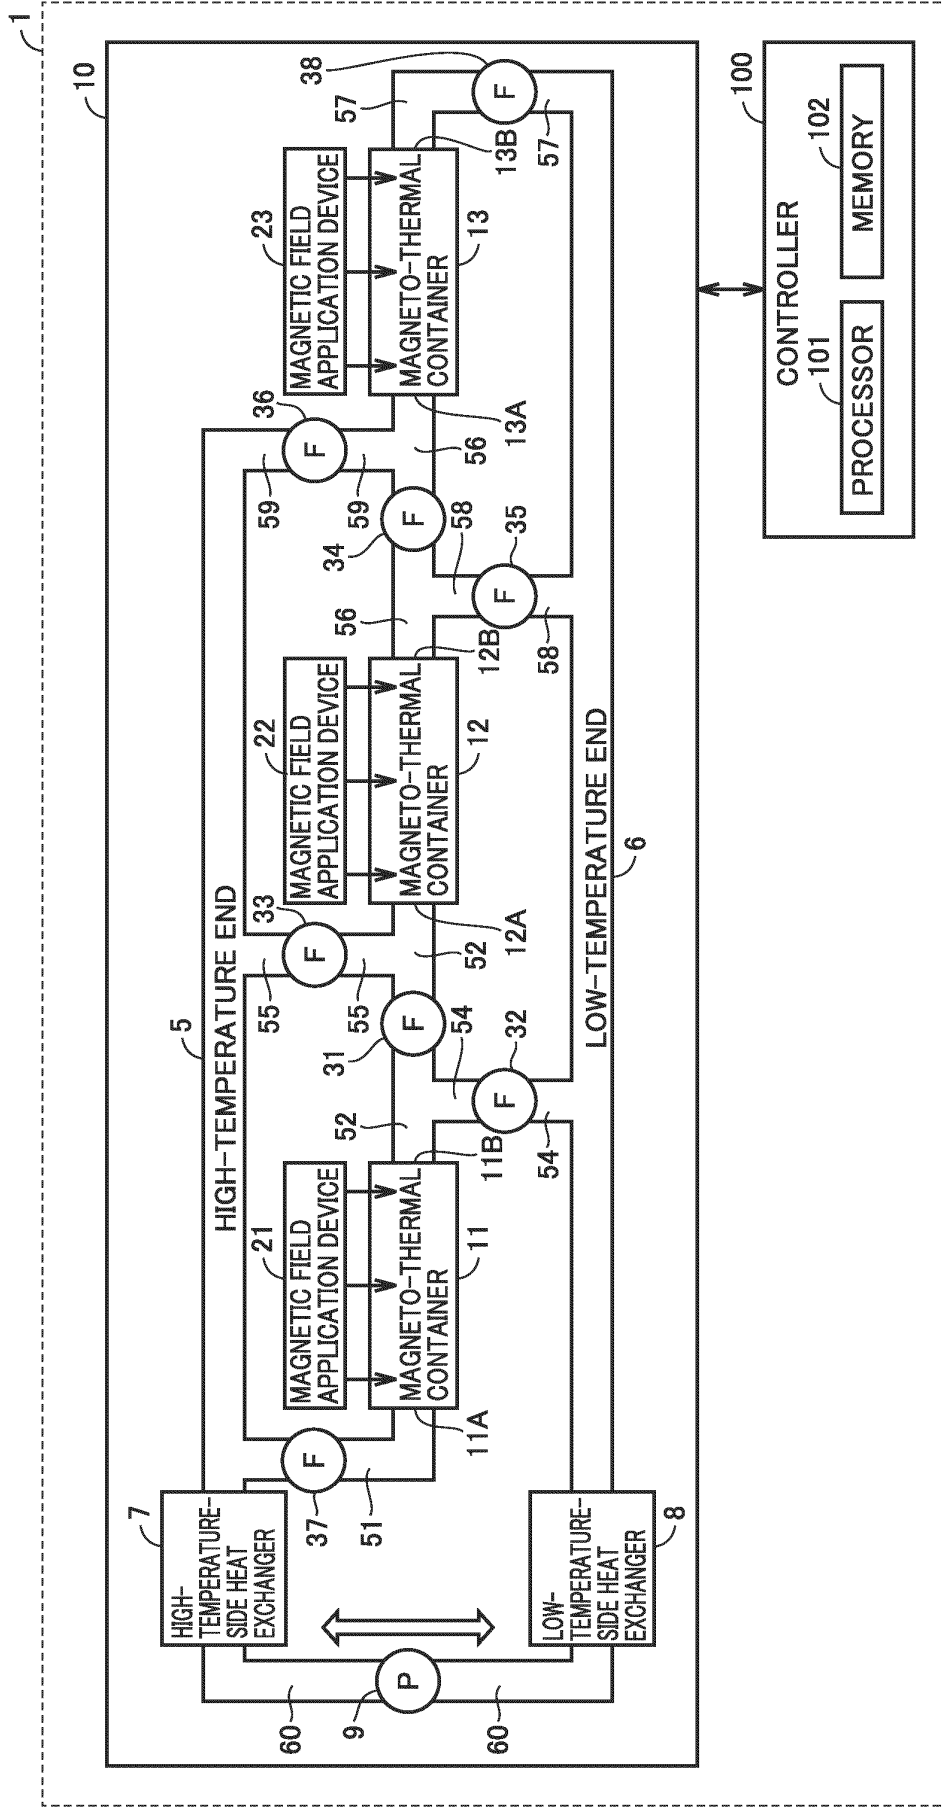 1
10
HIGH-
TEMPERATURE-
SIDE HEAT
EXCHANGER
7
5
HIGH-TEMPERATURE END
60
9
P
60
LOW-
TEMPERATURE-
SIDE HEAT
EXCHANGER
8
37
F
51
21
MAGNETIC FIELD
APPLICATION DEVICE
MAGNETO-THERMAL
CONTAINER
11
11A
11B
52
31
F
54
32
F
54
55
33
F
55
52
12A
22
MAGNETIC FIELD
APPLICATION DEVICE
MAGNETO-THERMAL
CONTAINER
12
12B
56
34
F
58
35
F
58
59
36
F
59
56
13A
23
MAGNETIC FIELD
APPLICATION DEVICE
MAGNETO-THERMAL
CONTAINER
13
13B
57
38
F
57
LOW-TEMPERATURE END
6
100
CONTROLLER
101
PROCESSOR
102
MEMORY